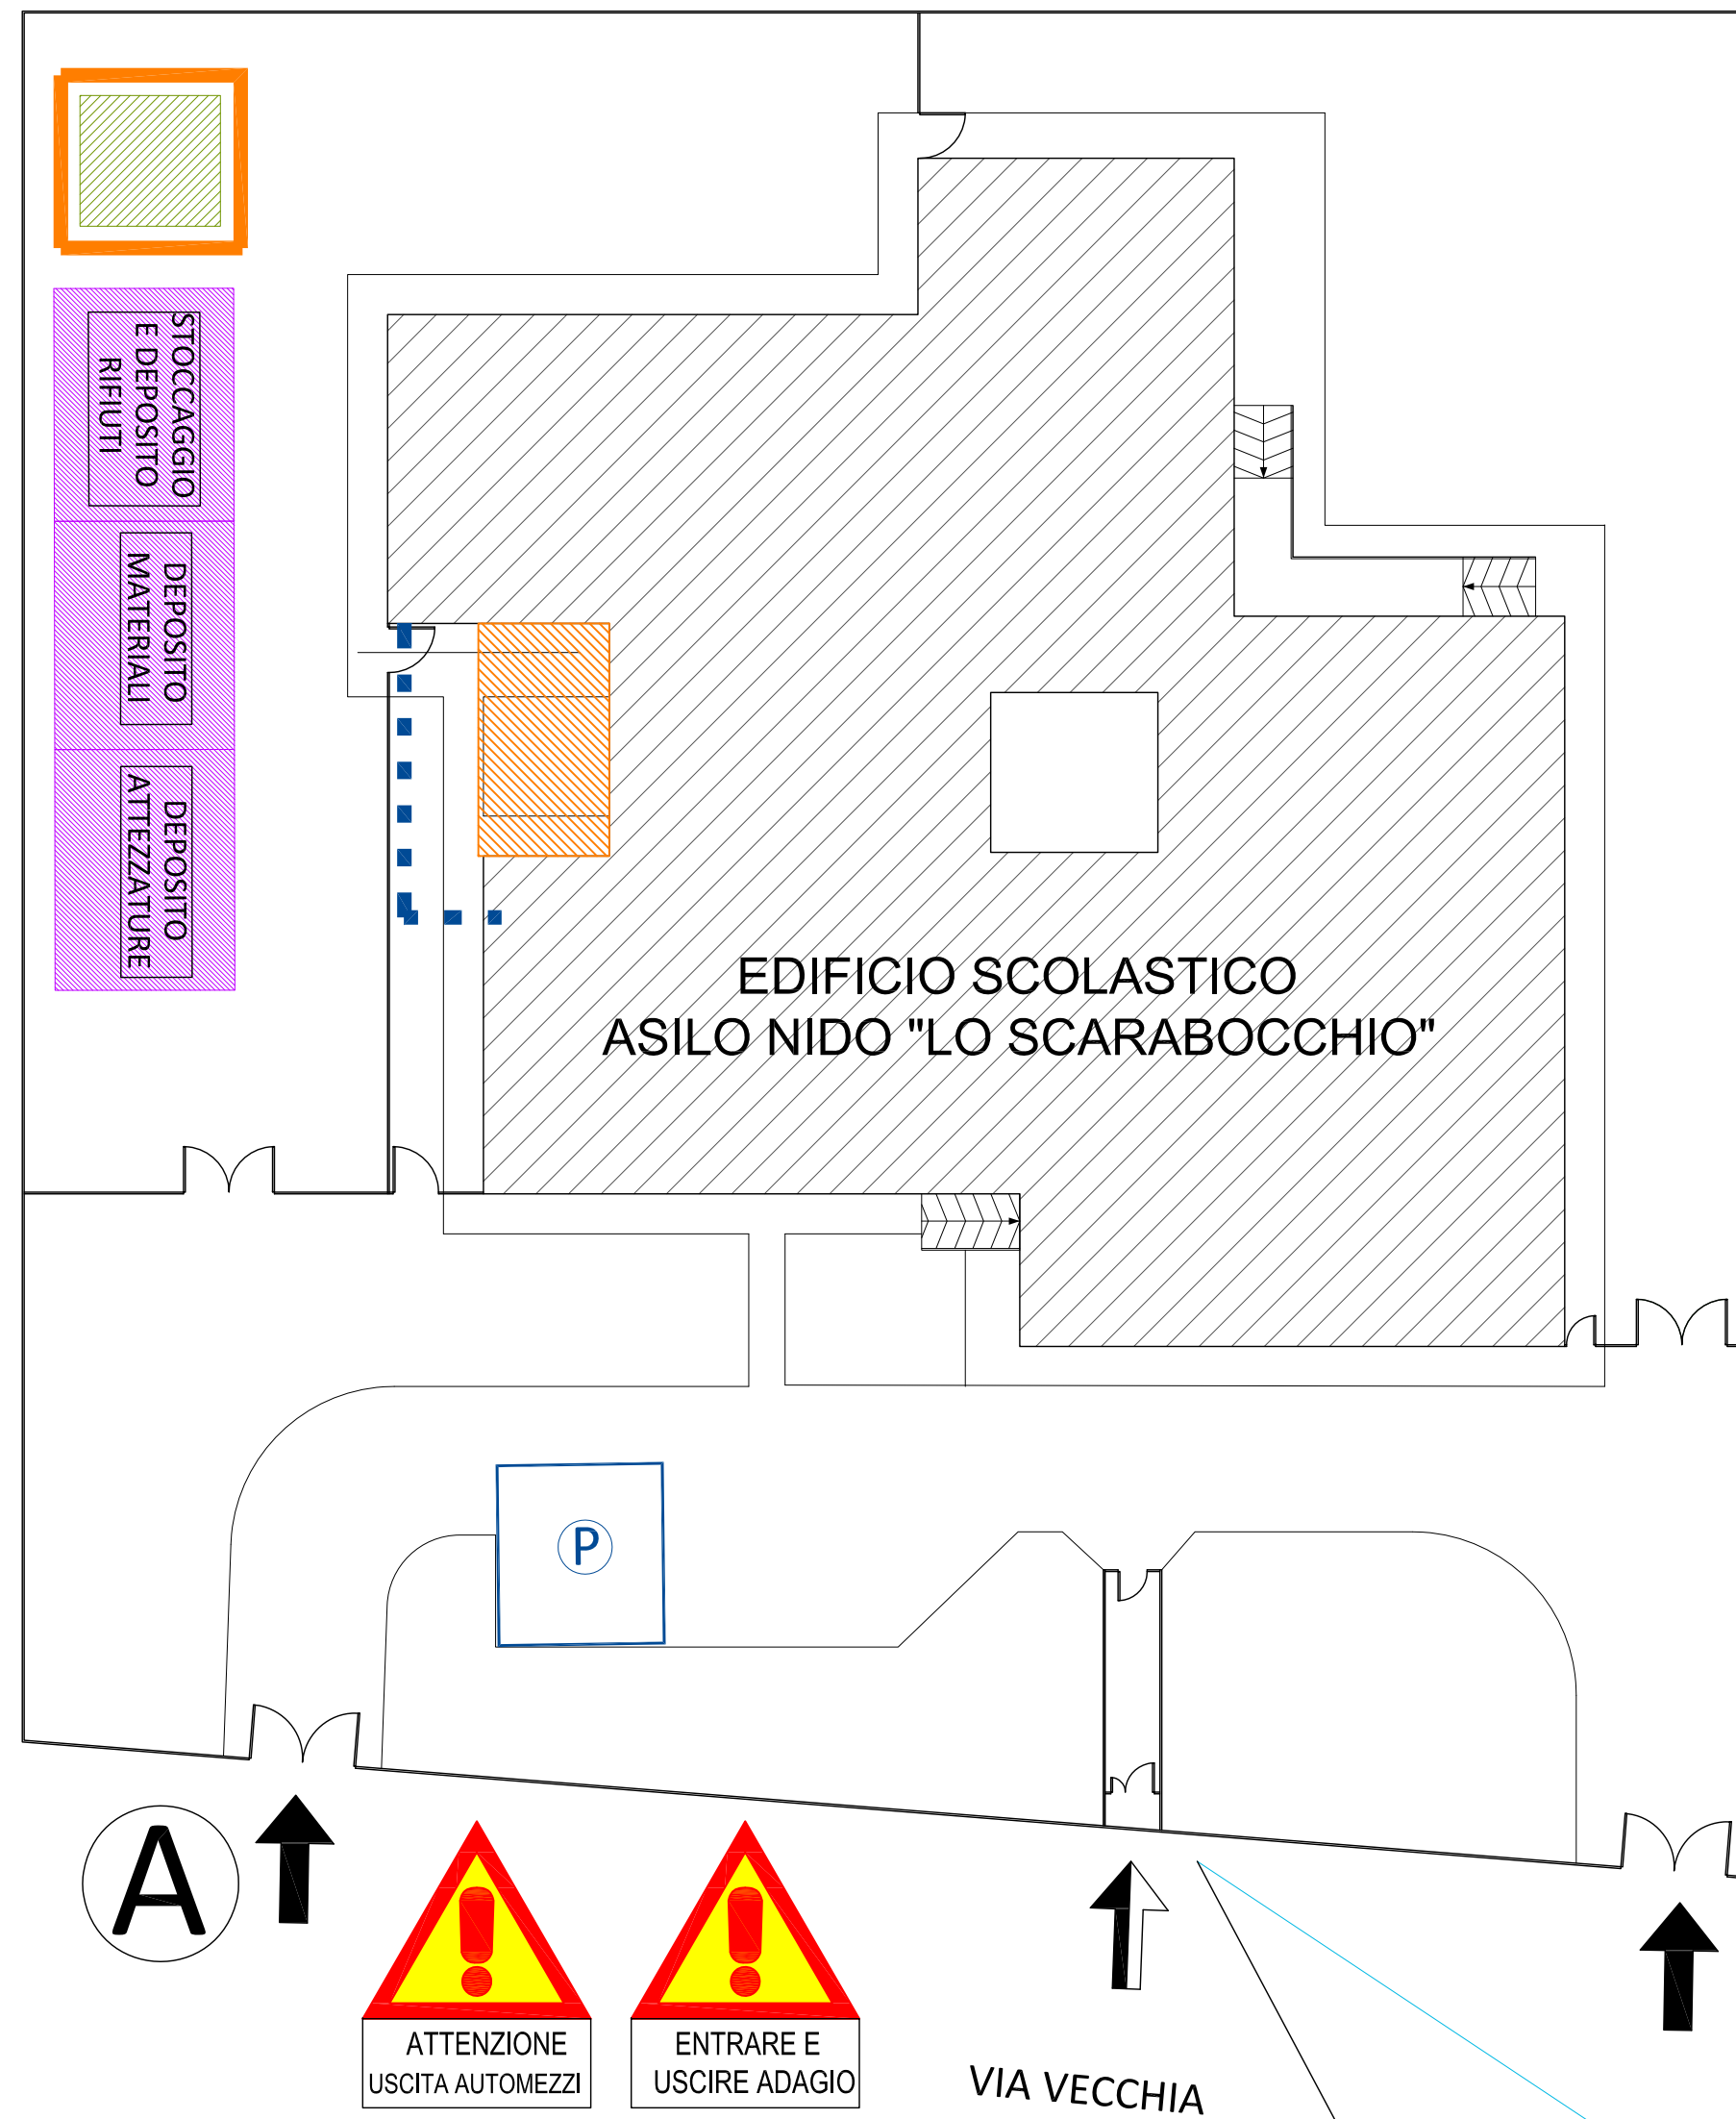 STOCCAGGIO
E DEPOSITO
RIFIUTI
DEPOSITO
MATERIALI
DEPOSITO
ATTEZZATURE
EDIFICIO SCOLASTICO
ASILO NIDO "LO SCARABOCCHIO"
P
A
ATTENZIONE
USCITA AUTOMEZZI
ENTRARE E
USCIRE ADAGIO
VIA VECCHIA